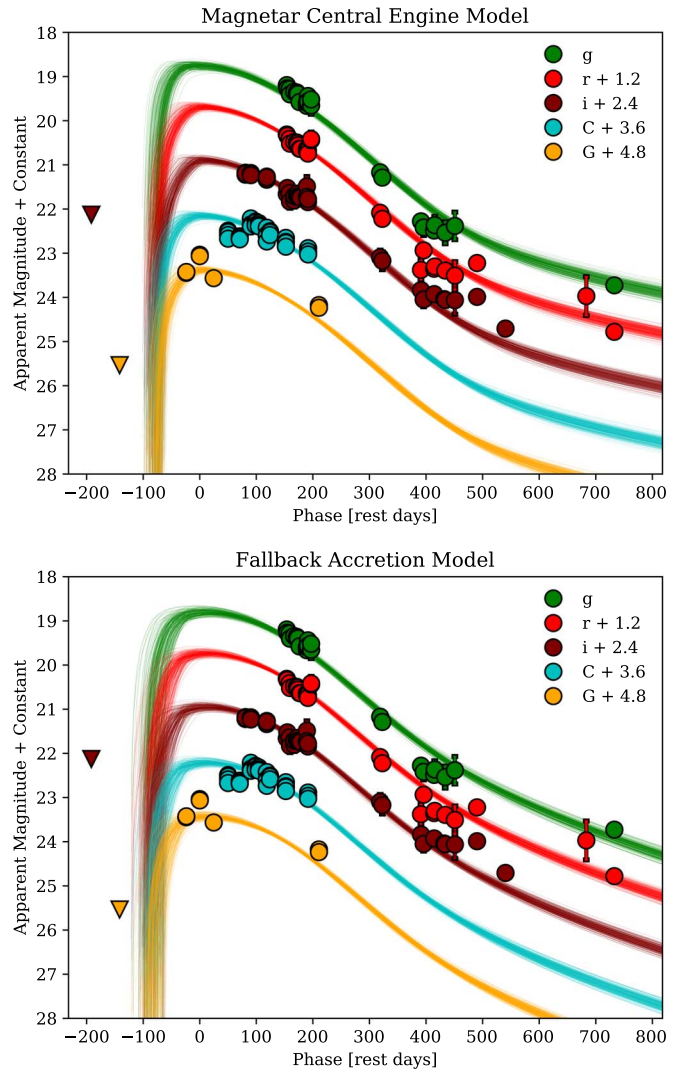 Magnetar Central Engine Model
18
19
20
21
22
23
24
25
26
27
28
Apparent Magnitude + Constant
g
r + 1.2
i + 2.4
C + 3.6
G + 4.8
−200 −100 0 100 200 300 400 500 600 700 800
Phase [rest days]
Fallback Accretion Model
18
19
20
21
22
23
24
25
26
27
28
Apparent Magnitude + Constant
g
r + 1.2
i + 2.4
C + 3.6
G + 4.8
−200 −100 0 100 200 300 400 500 600 700 800
Phase [rest days]